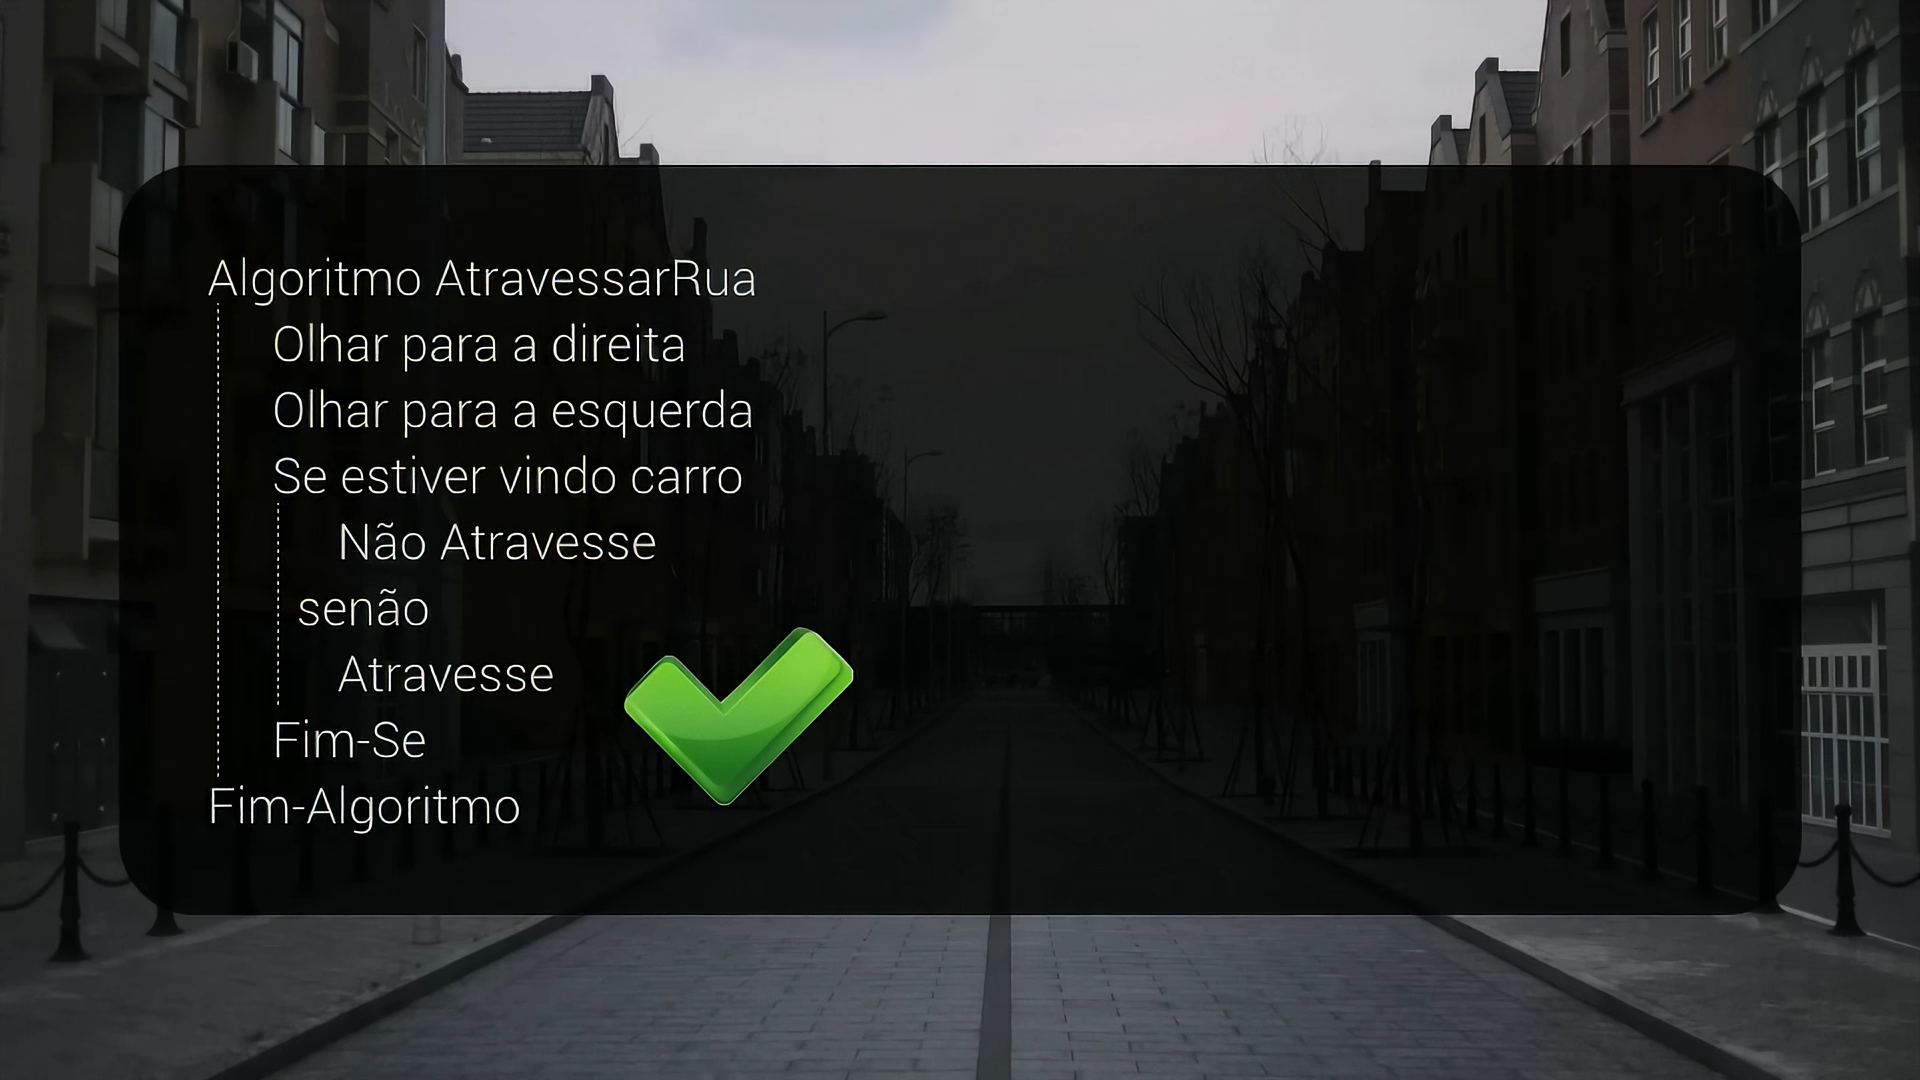 Algoritmo AtravessarRua
Olhar para a direita
Olhar para a esquerda
Se estiver vindo carro
Não Atravesse
senão
Atravesse
Fim-Se
Fim-Algoritmo